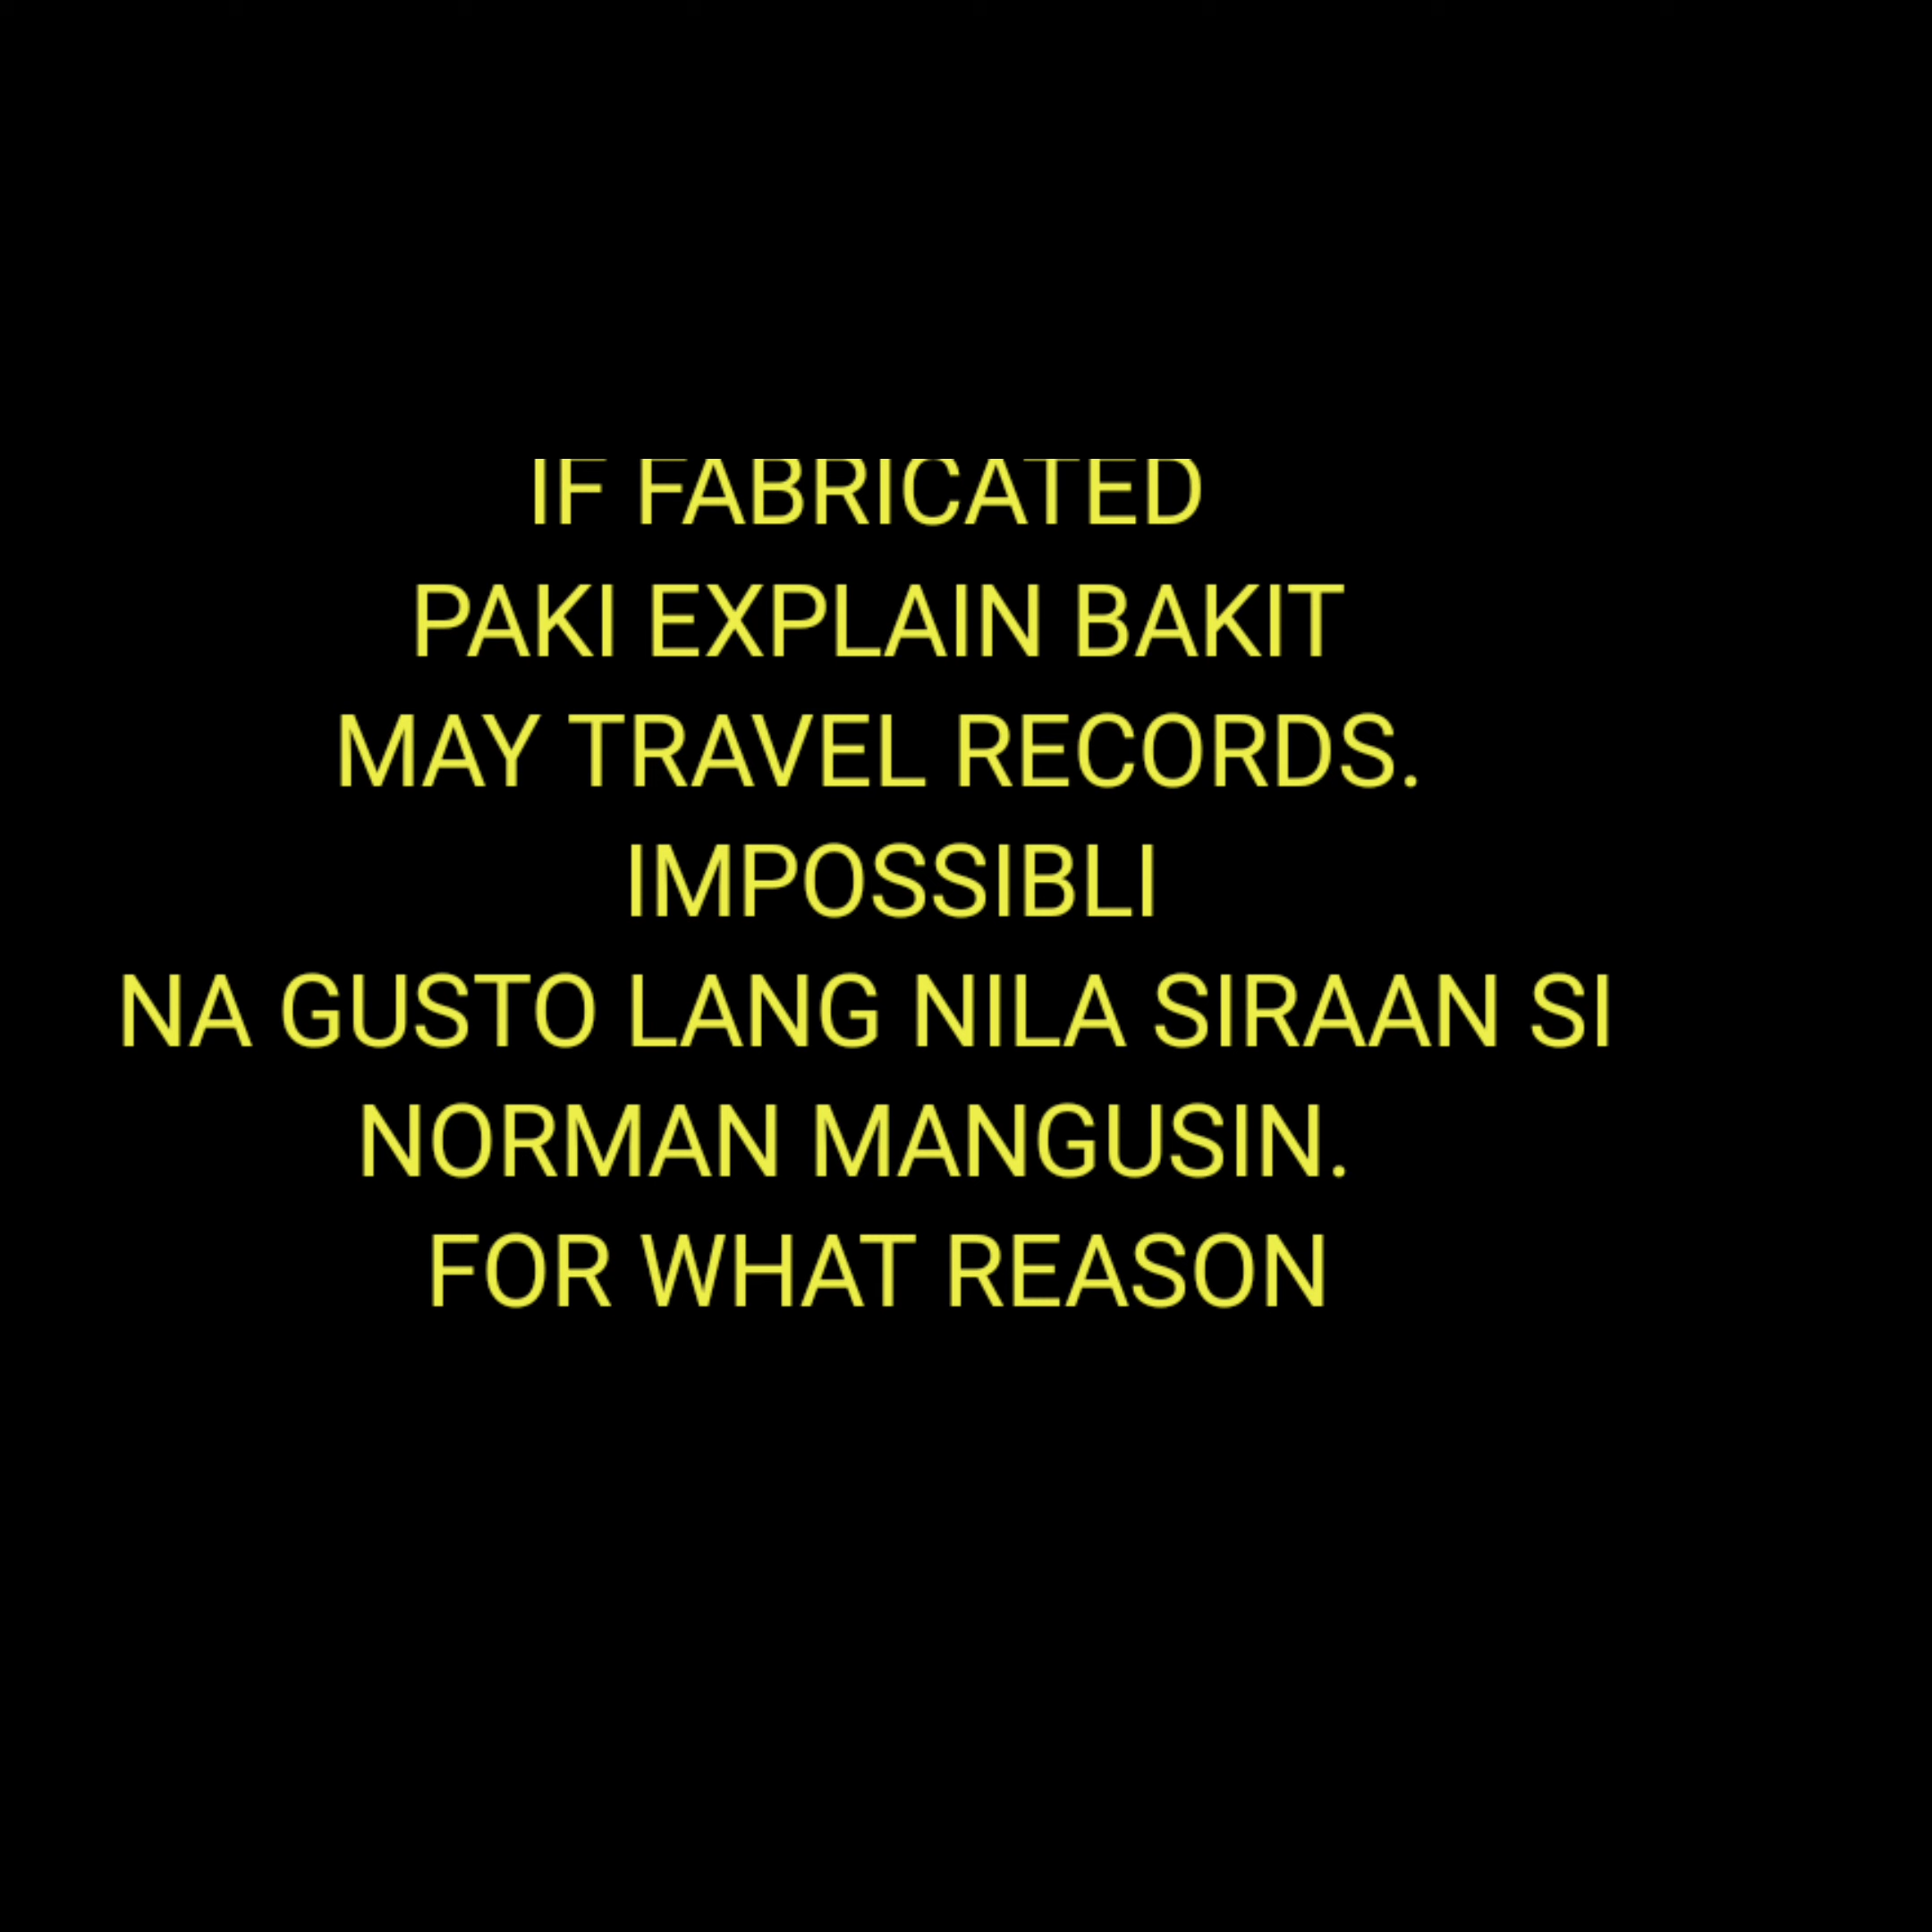 IF FABRICATED
PAKI EXPLAIN BAKIT
MAY TRAVEL RECORDS.
IMPOSSIBLI
NA GUSTO LANG NILA SIRAAN SI
NORMAN MANGUSIN.
FOR WHAT REASON